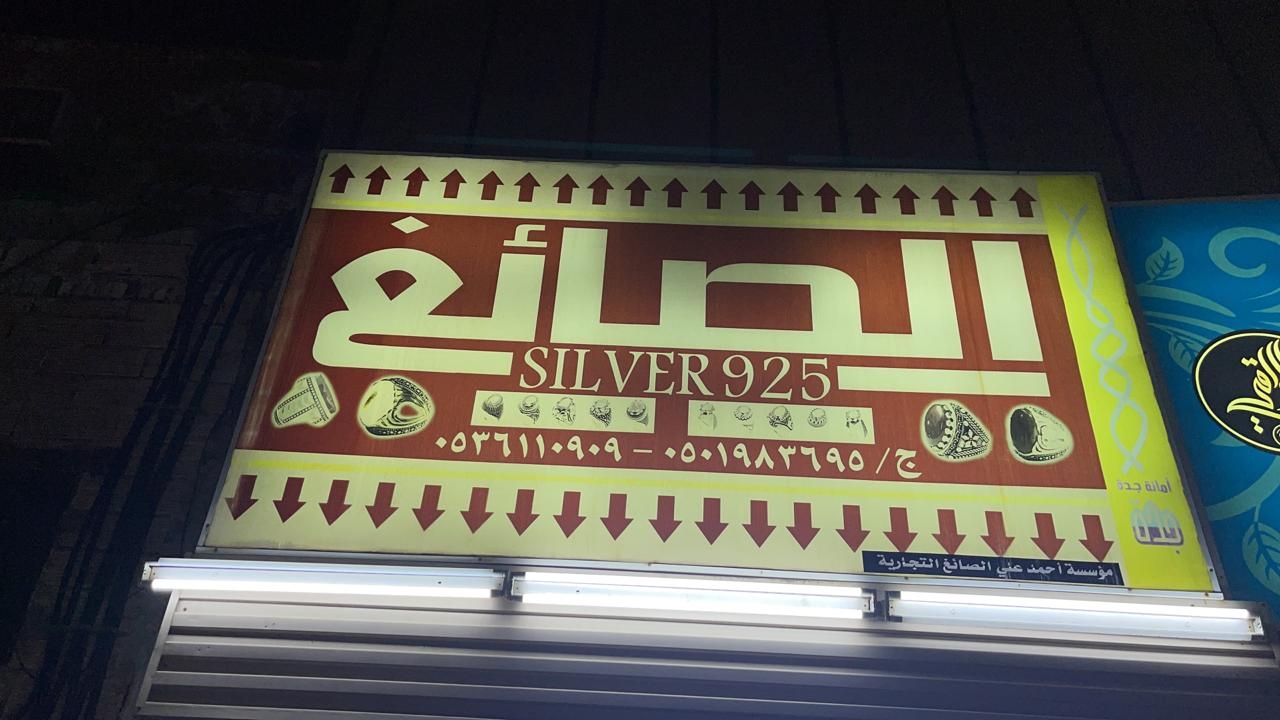 الصائغ
SILVER 925
ج/ ٠٥٠١٩٨٣٦٩٥ - ٠٥٣٦١١٠٩٠٩
أمانة جدة
مؤسسة أحمد علي الصائغ التجارية